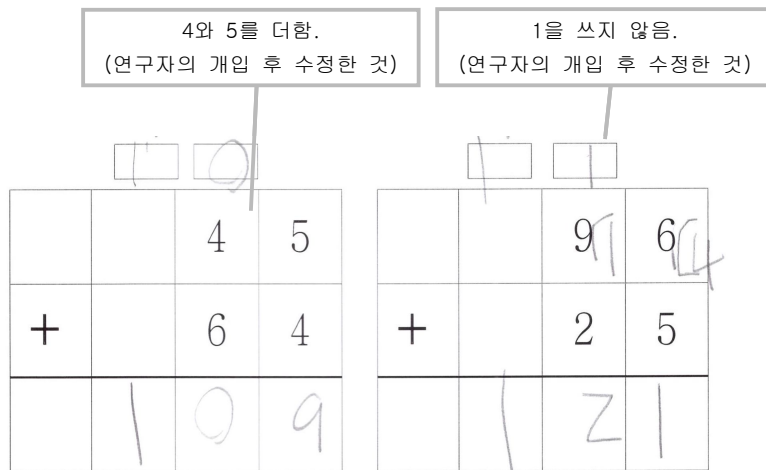 4와 5를 더함.
(연구자의 개입 후 수정한 것)
1을 쓰지 않음.
(연구자의 개입 후 수정한 것)
1 0
4 5
+ 6 4
1 0 9
1 1
9 6
+ 2 5
1 2 1